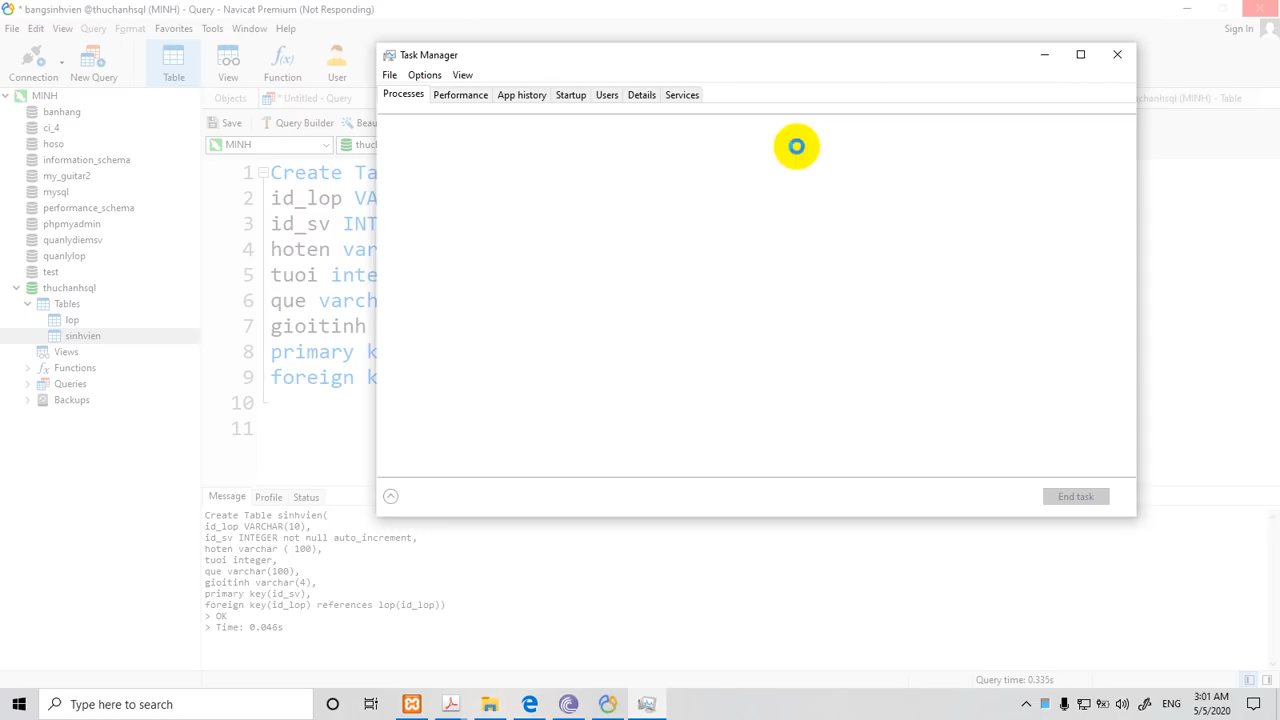 * bangsinhvien @thuchanhsql (MINH) - Query - Navicat Premium (Not Responding)
File Edit View Query Format Favorites Tools Window Help
Sign In
Connection New Query Table View Function User
Task Manager
File Options View
Processes Performance App history Startup Users Details Services
End task
MINH
banhang
ci_4
hoso
information_schema
my_guitar2
mysql
performance_schema
phpmyadmin
quanlydiemsv
quanlylop
test
thuchanhsql
Tables
lop
sinhvien
Views
Functions
Queries
Backups
Objects * Untitled - Query
(MINH) - Table
Save Query Builder
MINH
1 Create
2 id_lop
3 id_sv
4 hoten
5 tuoi
6 que
7 gioitinh
8 primary
9 foreign
10
11
Message Profile Status
Create Table sinhvien(
id_lop VARCHAR(10),
id_sv INTEGER not null auto_increment,
hoten varchar ( 100),
tuoi integer,
que varchar(100),
gioitinh varchar(4),
primary key(id_sv),
foreign key(id_lop) references lop(id_lop))
> OK
> Time: 0.046s
Query time: 0.335s
Type here to search
ENG
3:01 AM
5/5/2020